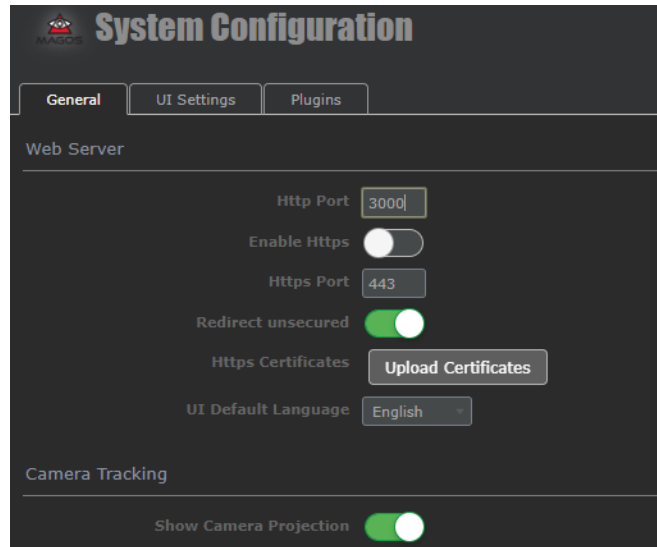 MAGOS
System Configuration
General UI Settings Plugins
Web Server
Http Port 3000
Enable Https
Https Port 443
Redirect unsecured
Https Certificates Upload Certificates
UI Default Language English
Camera Tracking
Show Camera Projection